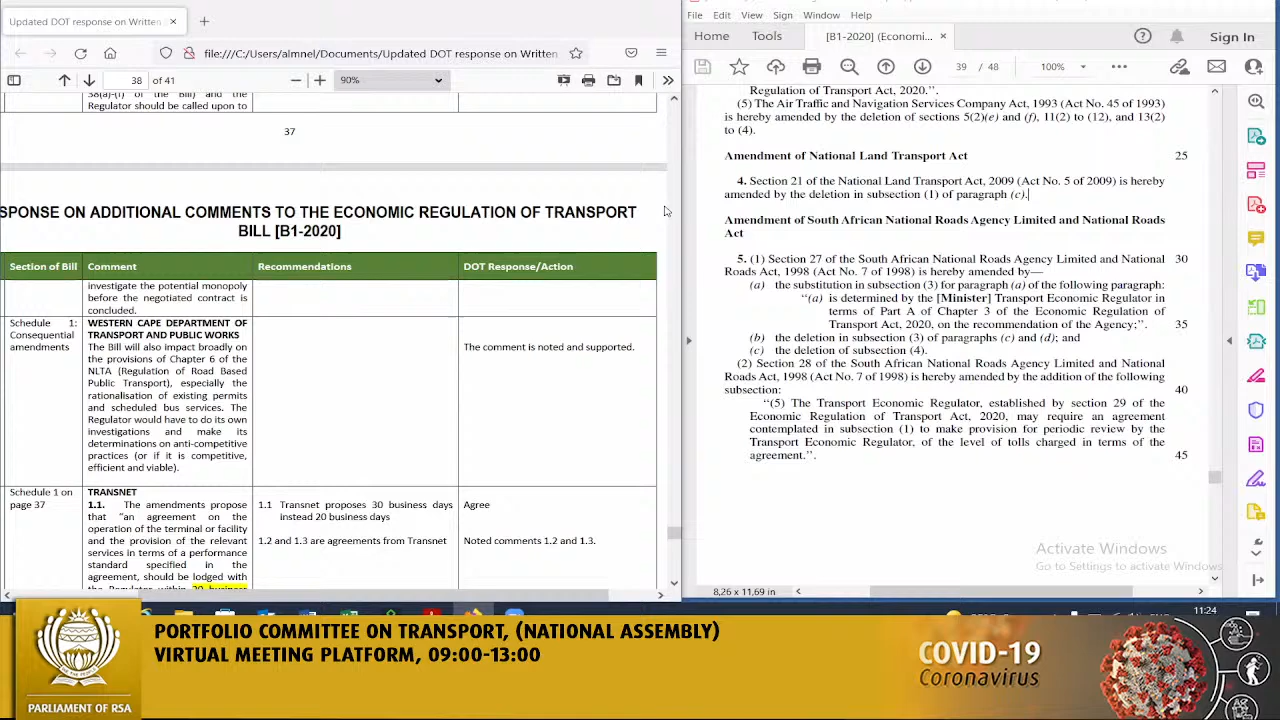 Updated DOT response on Written
file:///C:/Users/almnel/Documents/Updated DOT response on Written
38 of 41
90%
38(a)-(i) of the Bill) and the
Regulator should be called upon to
37
SPONSE ON ADDITIONAL COMMENTS TO THE ECONOMIC REGULATION OF TRANSPORT
BILL [B1-2020]
Section of Bill Comment Recommendations DOT Response/Action
investigate the potential monopoly
before the negotiated contract is
concluded.
Schedule 1:
Consequential
amendments
WESTERN CAPE DEPARTMENT OF
TRANSPORT AND PUBLIC WORKS
The Bill will also impact broadly on
the provisions of Chapter 6 of the
NLTA (Regulation of Road Based
Public Transport), especially the
rationalisation of existing permits
and scheduled bus services. The
Regulator would have to do its own
investigations and make its
determinations on anti-competitive
practices (or if it is competitive,
efficient and viable).
The comment is noted and supported.
Schedule 1 on
page 37
TRANSNET
1.1. The amendments propose
that "an agreement on the
operation of the terminal or facility
and the provision of the relevant
services in terms of a performance
standard specified in the
agreement, should be lodged with
the Regulator within 20 business
1.1 Transnet proposes 30 business days
instead 20 business days
1.2 and 1.3 are agreements from Transnet
Agree
Noted comments 1.2 and 1.3.
File Edit View Sign Window Help
Home Tools [B1-2020] (Economi... Sign In
39 / 48 100%
Regulation of Transport Act, 2020.''.
(5) The Air Traffic and Navigation Services Company Act, 1993 (Act No. 45 of 1993)
is hereby amended by the deletion of sections 5(2)(e) and (f), 11(2) to (12), and 13(2)
to (4).
Amendment of National Land Transport Act 25
4. Section 21 of the National Land Transport Act, 2009 (Act No. 5 of 2009) is hereby
amended by the deletion in subsection (1) of paragraph (c).
Amendment of South African National Roads Agency Limited and National Roads
Act
5. (1) Section 27 of the South African National Roads Agency Limited and National 30
Roads Act, 1998 (Act No. 7 of 1998) is hereby amended by—
(a) the substitution in subsection (3) for paragraph (a) of the following paragraph:
''(a) is determined by the [Minister] Transport Economic Regulator in
terms of Part A of Chapter 3 of the Economic Regulation of
Transport Act, 2020, on the recommendation of the Agency;''. 35
(b) the deletion in subsection (3) of paragraphs (c) and (d); and
(c) the deletion of subsection (4).
(2) Section 28 of the South African National Roads Agency Limited and National
Roads Act, 1998 (Act No. 7 of 1998) is hereby amended by the addition of the following 40
subsection:
''(5) The Transport Economic Regulator, established by section 29 of the
Economic Regulation of Transport Act, 2020, may require an agreement
contemplated in subsection (1) to make provision for periodic review by the
Transport Economic Regulator, of the level of tolls charged in terms of the
agreement.''. 45
Activate Windows
Go to Settings to activate Windows
8,26 x 11,69 in
11:24
PORTFOLIO COMMITTEE ON TRANSPORT, (NATIONAL ASSEMBLY)
VIRTUAL MEETING PLATFORM, 09:00-13:00
PARLIAMENT OF RSA
COVID-19
Coronavirus